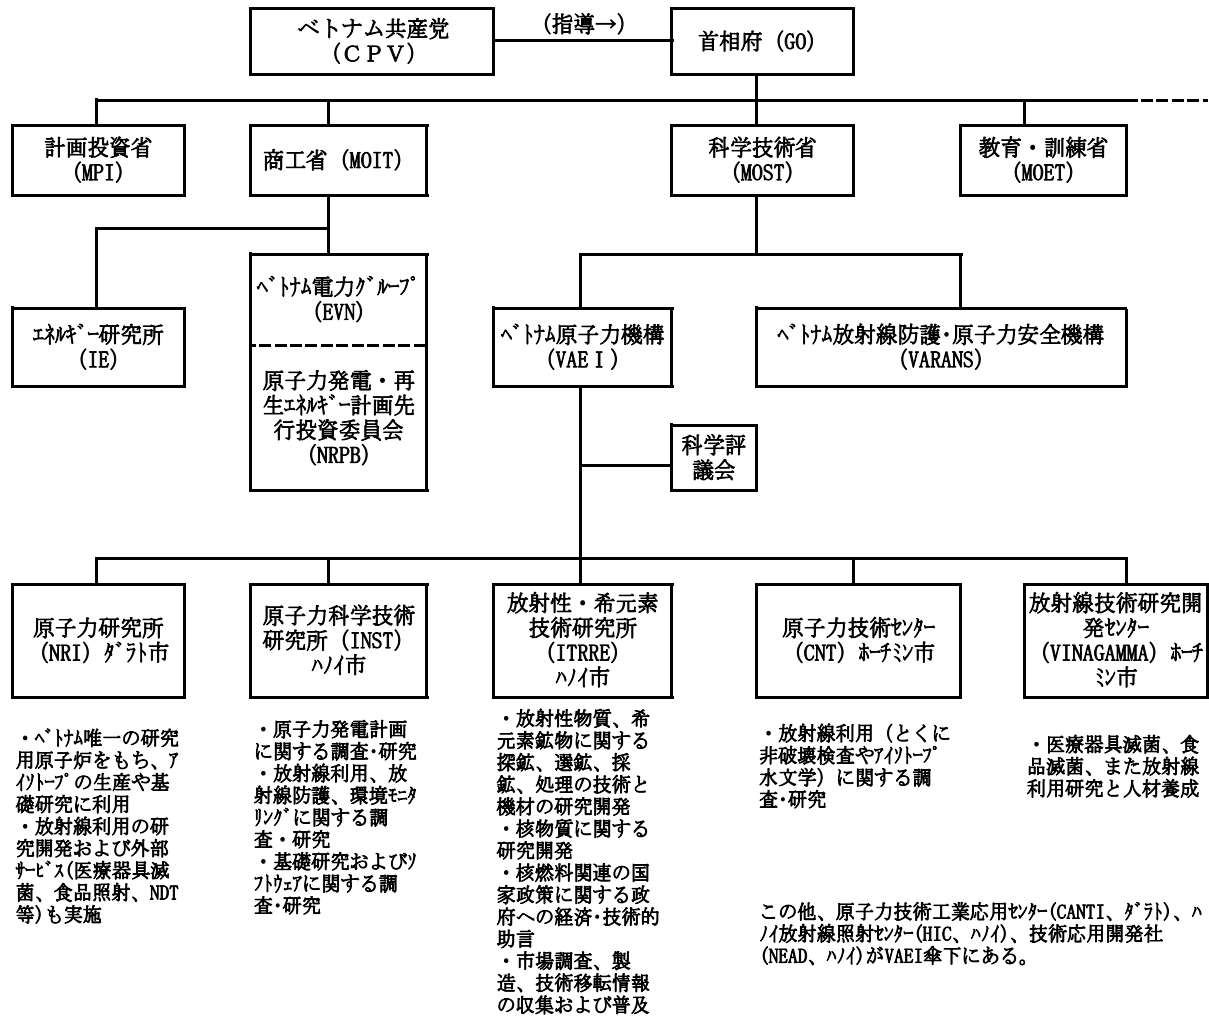 ベトナム共産党
（ＣＰＶ）
(指導→)
首相府（GO）
計画投資省
(MPI)
商工省（MOIT）
科学技術省
(MOST)
教育・訓練省
(MOET)
ﾍﾞﾄﾅﾑ電力ｸﾞﾙｰﾌﾟ
(EVN)
原子力発電・再
生ｴﾈﾙｷﾞｰ計画先
行投資委員会
(NRPB)
ｴﾈﾙｷﾞｰ研究所
(IE)
ﾍﾞﾄﾅﾑ原子力機構
(VAEＩ)
ﾍﾞﾄﾅﾑ放射線防護･原子力安全機構
(VARANS)
科学評
議会
原子力研究所
(NRI) ﾀﾞﾗﾄ市
原子力科学技術
研究所（INST）
ﾊﾉｲ市
放射性・希元素
技術研究所
(ITRRE)
ﾊﾉｲ市
原子力技術ｾﾝﾀｰ
(CNT) ﾎｰﾁﾐﾝ市
放射線技術研究開
発ｾﾝﾀｰ
(VINAGAMMA) ﾎｰﾁ
ﾐﾝ市
・ﾍﾞﾄﾅﾑ唯一の研究
用原子炉をもち、ｱ
ｲｿﾄｰﾌﾟの生産や基
礎研究に利用
・放射線利用の研
究開発および外部
ｻｰﾋﾞｽ(医療器具滅
菌、食品照射、NDT
等)も実施
・原子力発電計画
に関する調査･研究
・放射線利用、放
射線防護、環境ﾓﾆﾀ
ﾘﾝｸﾞに関する調
査・研究
・基礎研究およびｿ
ﾌﾄｳｪｱに関する調
査･研究
・放射性物質、希
元素鉱物に関する
探鉱、選鉱、採
鉱、処理の技術と
機材の研究開発
・核物質に関する
研究開発
・核燃料関連の国
家政策に関する政
府への経済･技術的
助言
・市場調査、製
造、技術移転情報
の収集および普及
・放射線利用（とくに
非破壊検査やｱｲｿﾄｰﾌﾟ
水文学）に関する調
査･研究
・医療器具滅菌、食
品滅菌、また放射線
利用研究と人材養成
この他、原子力技術工業応用ｾﾝﾀｰ(CANTI、ﾀﾞﾗﾄ)、ﾊ
ﾉｲ放射線照射ｾﾝﾀｰ(HIC、ﾊﾉｲ)、技術応用開発社
(NEAD、ﾊﾉｲ)がVAEI傘下にある。